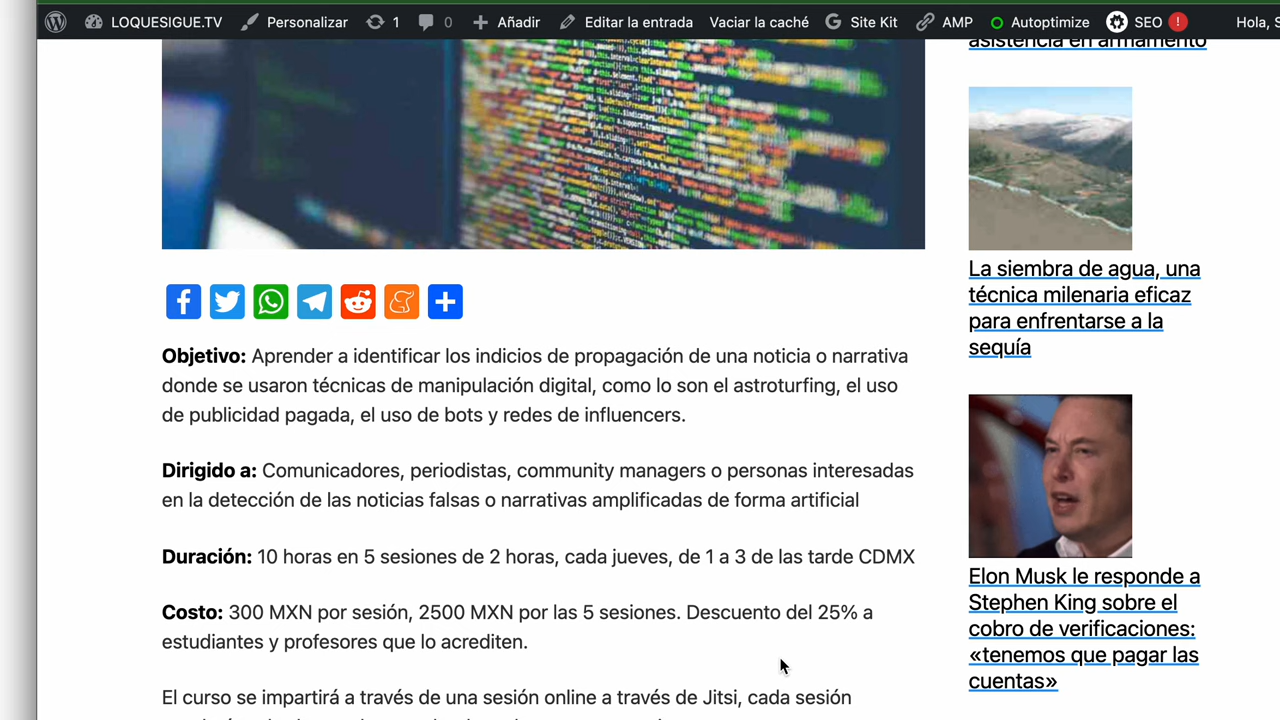 LOQUESIGUE.TV Personalizar 1 0 Añadir Editar la entrada Vaciar la caché Site Kit AMP Autoptimize SEO ! Hola, S
asistencia en armamento
La siembra de agua, una
técnica milenaria eficaz
para enfrentarse a la
sequía
Objetivo: Aprender a identificar los indicios de propagación de una noticia o narrativa
donde se usaron técnicas de manipulación digital, como lo son el astroturfing, el uso
de publicidad pagada, el uso de bots y redes de influencers.
Dirigido a: Comunicadores, periodistas, community managers o personas interesadas
en la detección de las noticias falsas o narrativas amplificadas de forma artificial
Duración: 10 horas en 5 sesiones de 2 horas, cada jueves, de 1 a 3 de las tarde CDMX
Costo: 300 MXN por sesión, 2500 MXN por las 5 sesiones. Descuento del 25% a
estudiantes y profesores que lo acrediten.
El curso se impartirá a través de una sesión online a través de Jitsi, cada sesión
Elon Musk le responde a
Stephen King sobre el
cobro de verificaciones:
«tenemos que pagar las
cuentas»